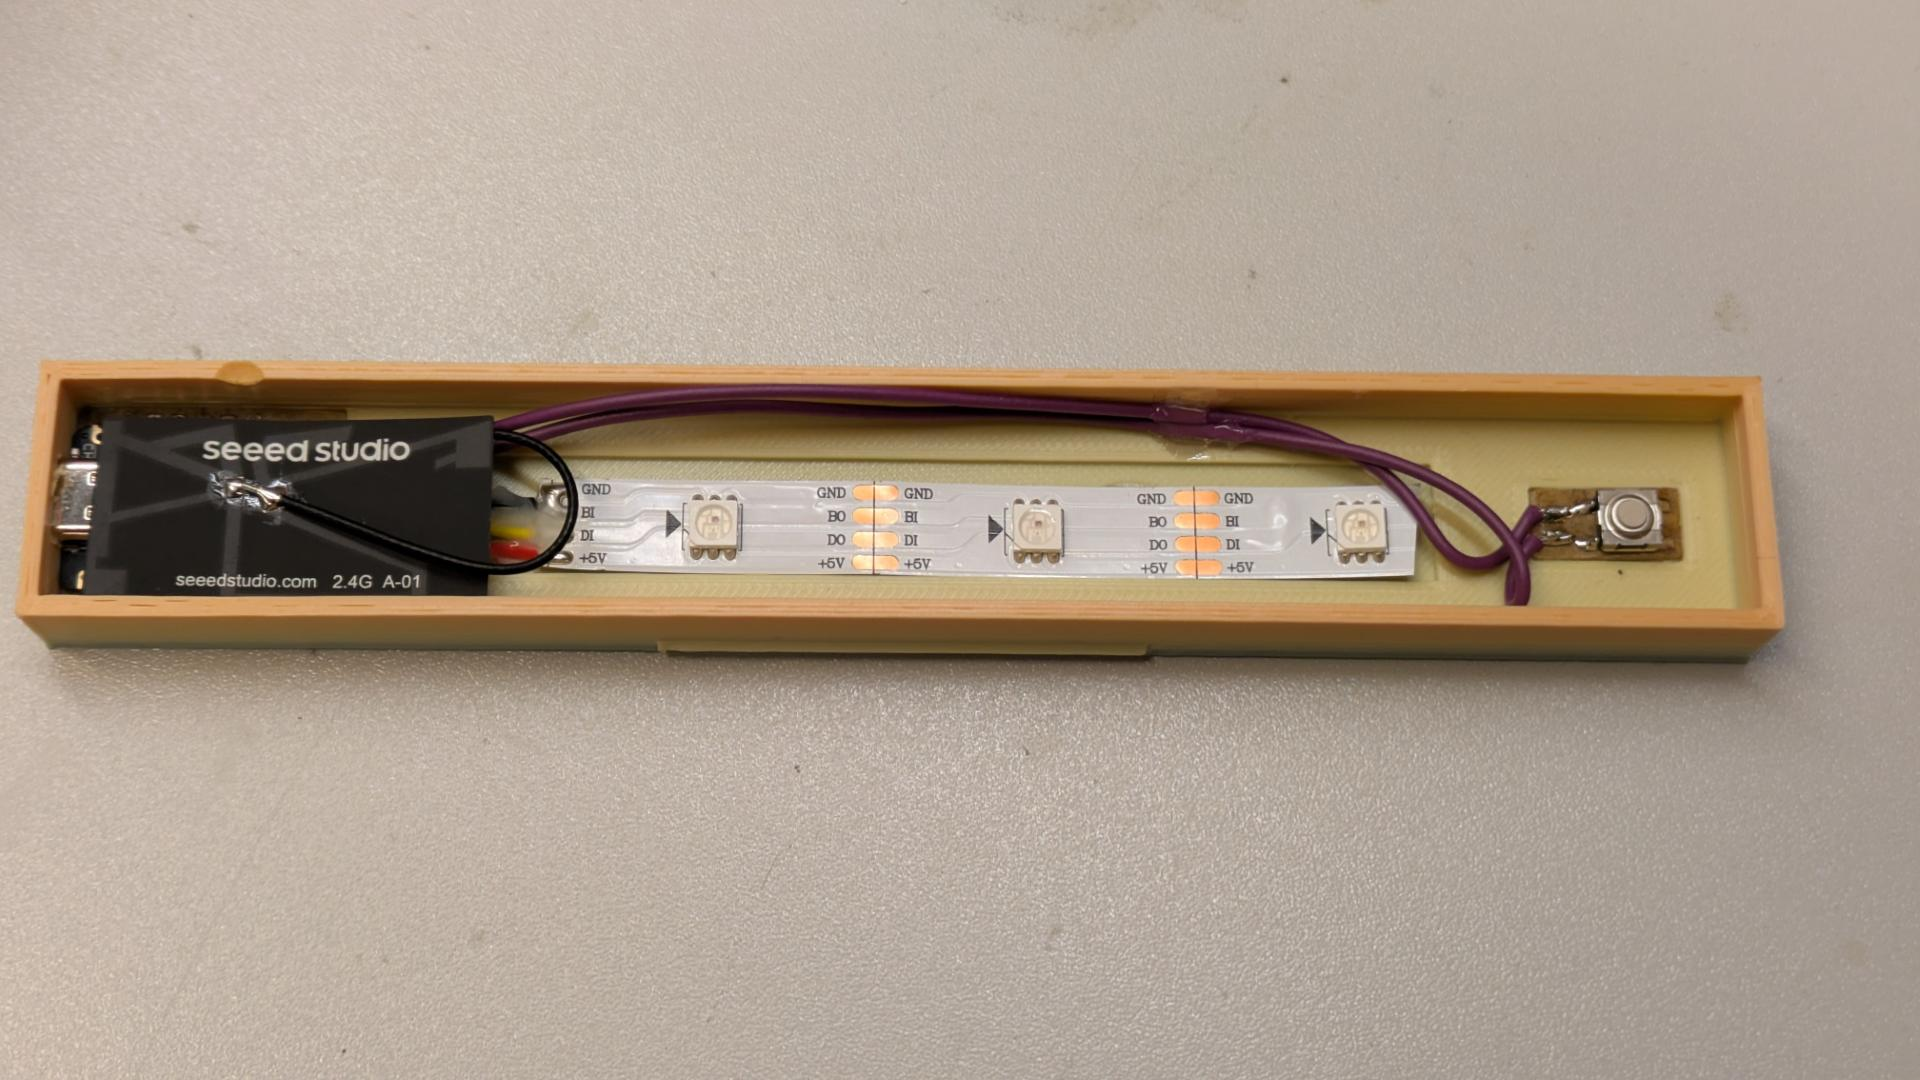 seeed studio
seeedstudio.com 2.4G A-01
GND
BI
DI
+5V
GND GND
BO BI
DO DI
+5V +5V
GND GND
BO BI
DO DI
+5V +5V